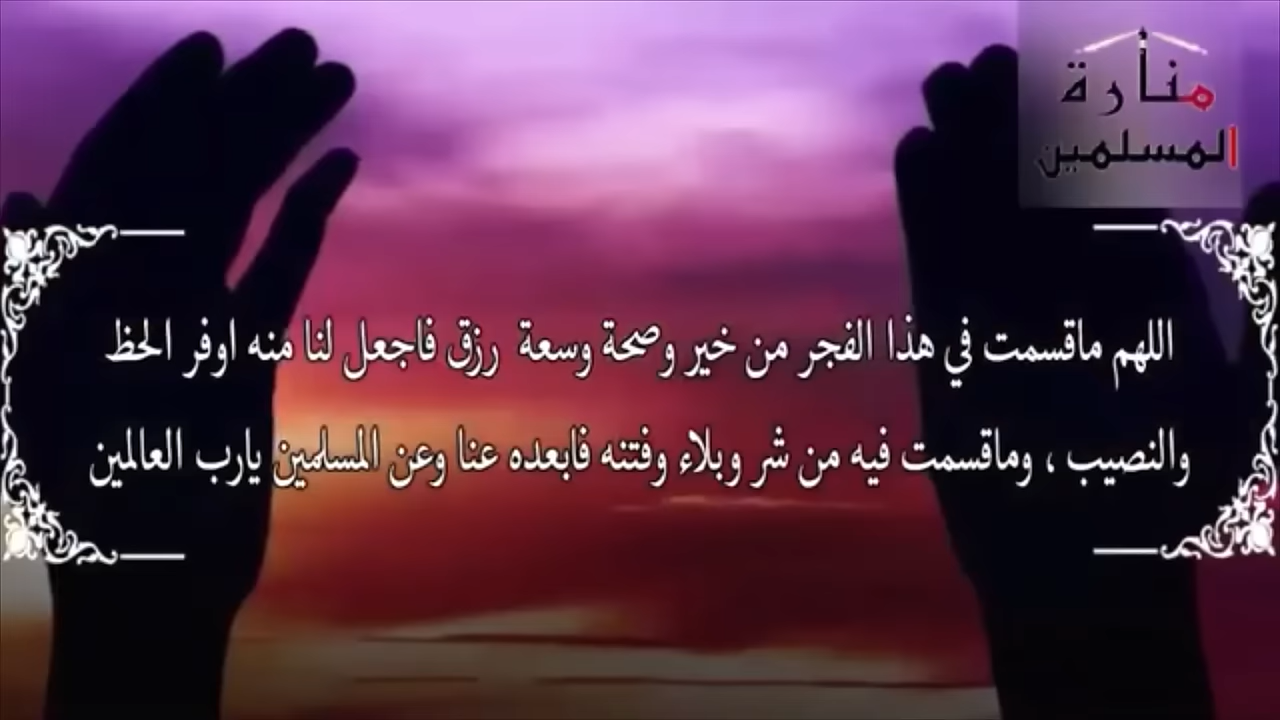 منارة
المسلمين
اللهم ماقسمت في هذا الفجر من خير وصحة وسعة رزق فاجعل لنا منه اوفر الحظ
والنصيب ، وماقسمت فيه من شر وبلاء وفتنه فابعده عنا وعن المسلمين يارب العالمين